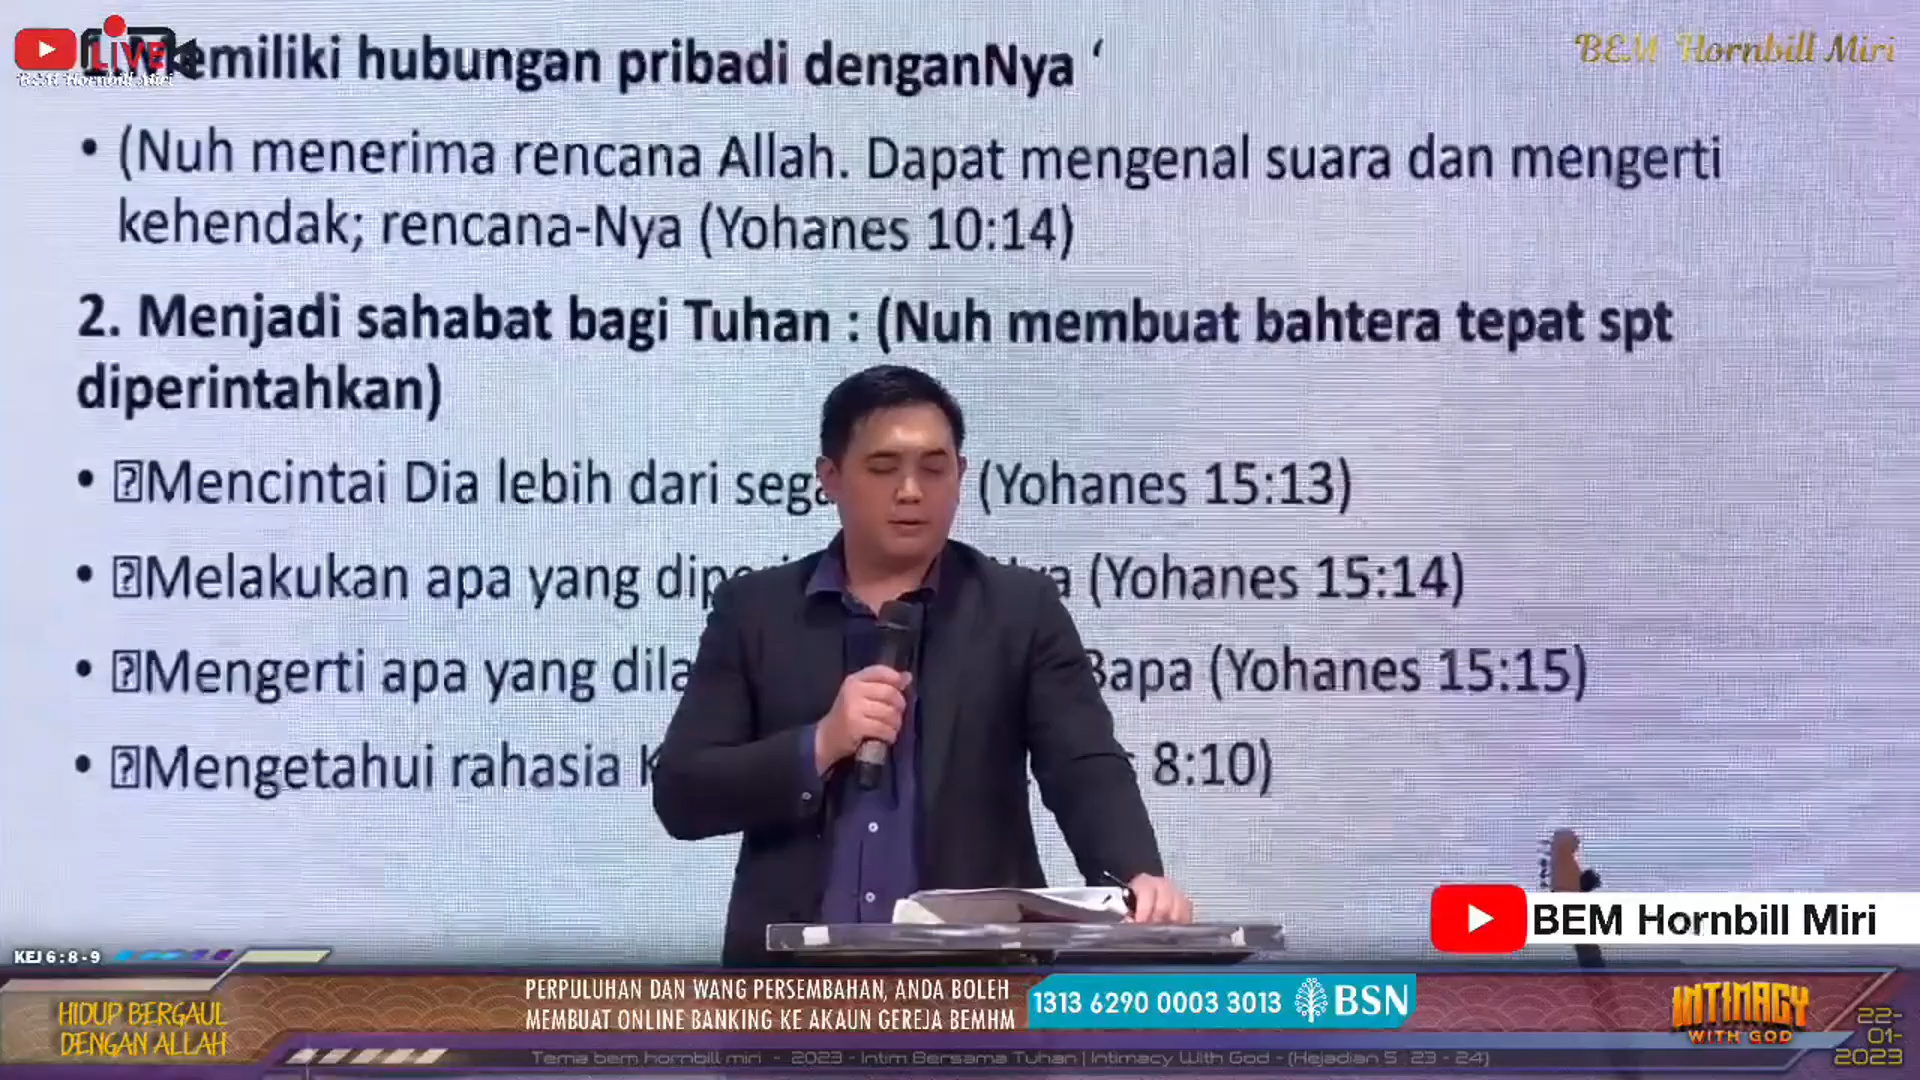 LIVE
BEM Hornbill Miri
emiliki hubungan pribadi denganNya ‘
BEM Hornbill Miri
• (Nuh menerima rencana Allah. Dapat mengenal suara dan mengerti
kehendak; rencana-Nya (Yohanes 10:14)
2. Menjadi sahabat bagi Tuhan : (Nuh membuat bahtera tepat spt
diperintahkan)
• Mencintai Dia lebih dari (Yohanes 15:13)
• Melakukan apa yang (Yohanes 15:14)
• Mengerti apa yang Bapa (Yohanes 15:15)
• Mengetahui rahasia 8:10)
BEM Hornbill Miri
KEJ 6 : 8 - 9
HIDUP BERGAUL
DENGAN ALLAH
PERPULUHAN DAN WANG PERSEMBAHAN, ANDA BOLEH
MEMBUAT ONLINE BANKING KE AKAUN GEREJA BEMHM
1313 6290 0003 3013 BSN
INTIMACY
WITH GOD
22-
01-
2023
Tema bem hornbill miri - 2023 - Intim Bersama Tuhan | Intimacy With God - (Kejadian 5 : 23 - 24)